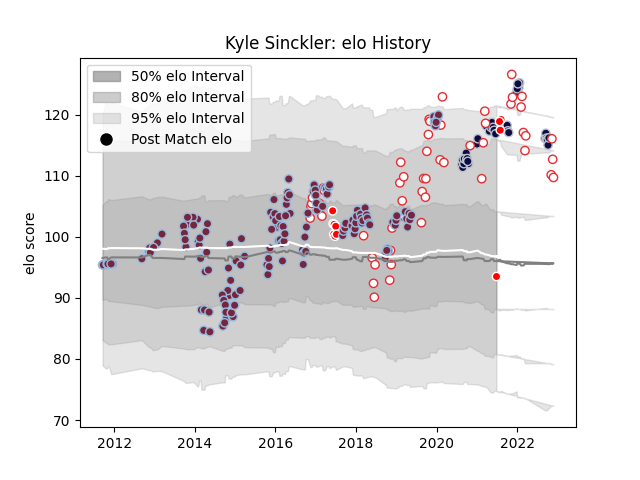 Kyle Sinckler: elo History
50% elo Interval
80% elo Interval
95% elo Interval
Post Match elo
elo score
120
110
100
90
80
70
2012 2014 2016 2018 2020 2022